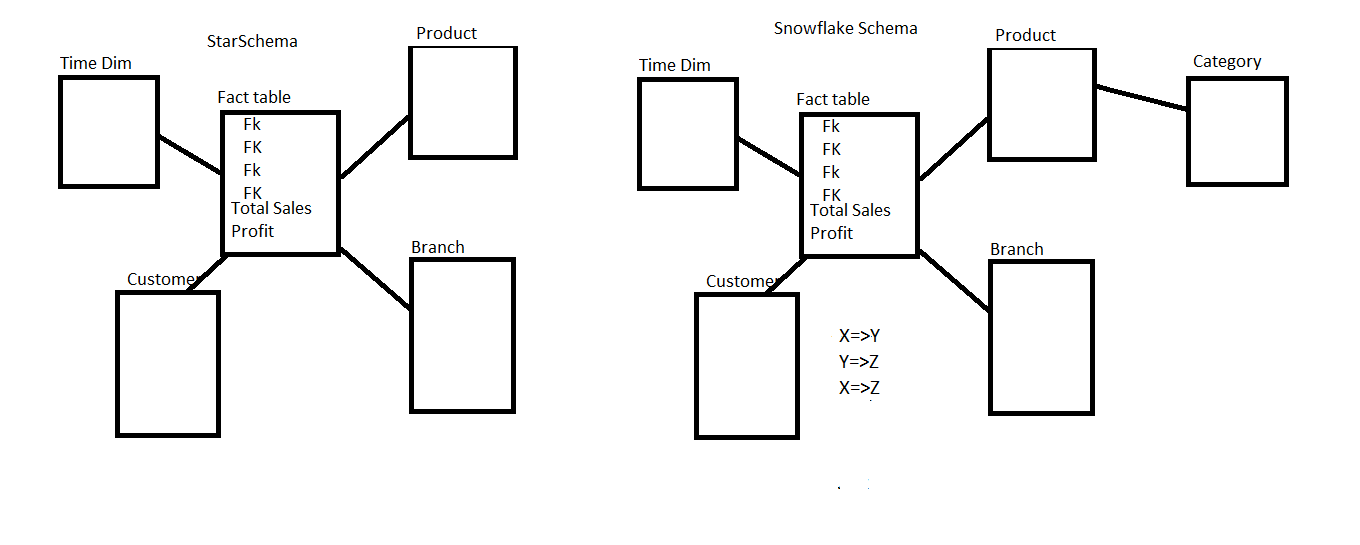 StarSchema
Time Dim
Product
Fact table
Fk
FK
Fk
FK
Total Sales
Profit
Customer
Branch
Snowflake Schema
Time Dim
Product
Category
Fact table
Fk
FK
Fk
FK
Total Sales
Profit
Customer
Branch
X=>Y
Y=>Z
X=>Z